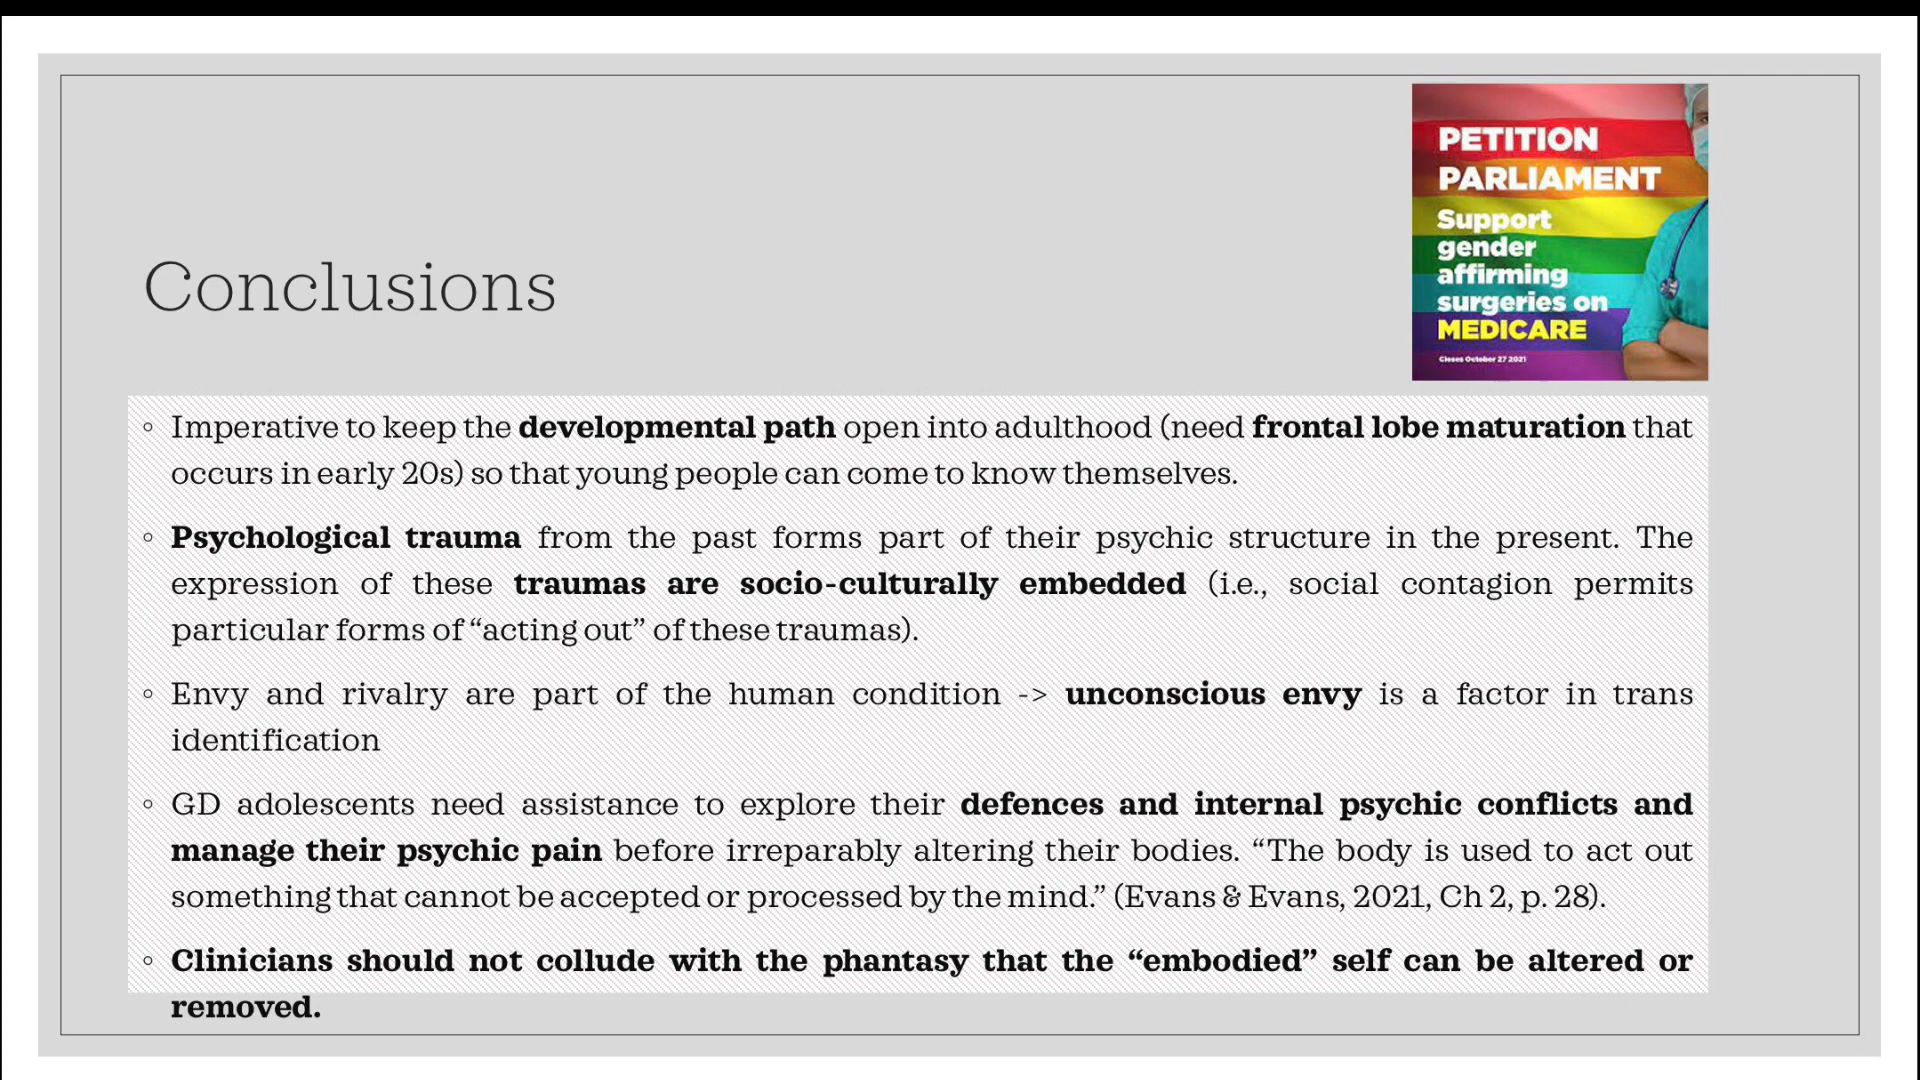 PETITION
PARLIAMENT
Support
gender
affirming
surgeries on
MEDICARE
Closes October 27 2021
Conclusions
◦ Imperative to keep the developmental path open into adulthood (need frontal lobe maturation that
occurs in early 20s) so that young people can come to know themselves.
◦ Psychological trauma from the past forms part of their psychic structure in the present. The
expression of these traumas are socio-culturally embedded (i.e., social contagion permits
particular forms of “acting out” of these traumas).
◦ Envy and rivalry are part of the human condition -> unconscious envy is a factor in trans
identification
◦ GD adolescents need assistance to explore their defences and internal psychic conflicts and
manage their psychic pain before irreparably altering their bodies. “The body is used to act out
something that cannot be accepted or processed by the mind.” (Evans & Evans, 2021, Ch 2, p. 28).
◦ Clinicians should not collude with the phantasy that the “embodied” self can be altered or
removed.